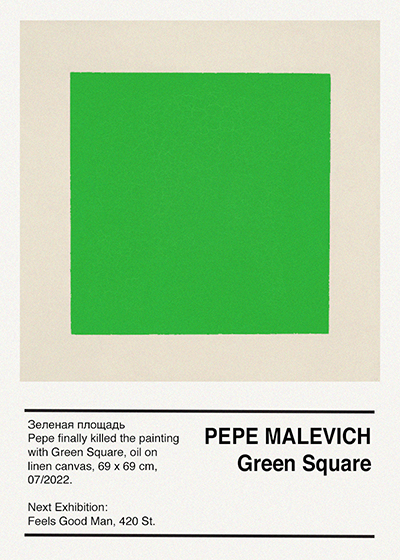 Зеленая площадь
Pepe finally killed the painting
with Green Square, oil on
linen canvas, 69 x 69 cm,
07/2022.
Next Exhibition:
Feels Good Man, 420 St.
PEPE MALEVICH
Green Square